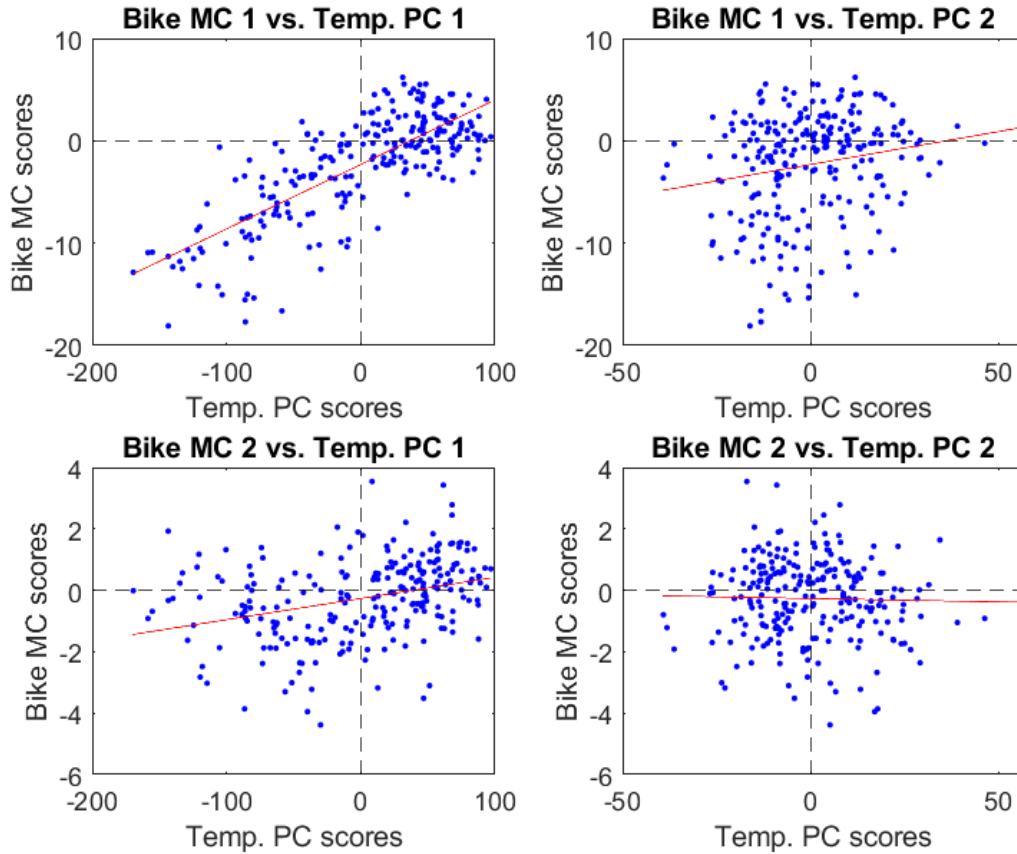 Bike MC 1 vs. Temp. PC 1
10
0
-10
-20
Bike MC scores
-200
-100
0
100
Temp. PC scores
Bike MC 1 vs. Temp. PC 2
10
0
-10
-20
Bike MC scores
-50
0
50
Temp. PC scores
Bike MC 2 vs. Temp. PC 1
4
2
0
-2
-4
-6
Bike MC scores
-200
-100
0
100
Temp. PC scores
Bike MC 2 vs. Temp. PC 2
4
2
0
-2
-4
-6
Bike MC scores
-50
0
50
Temp. PC scores